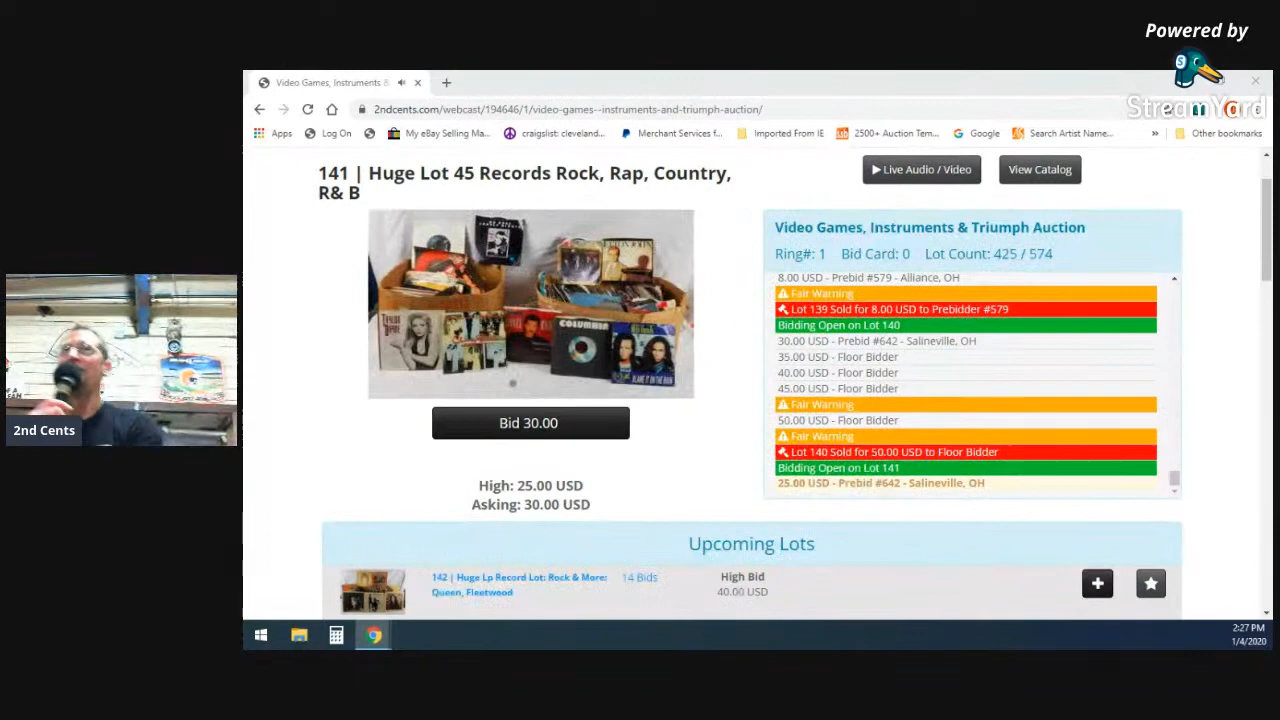 Powered by
StreamYard
Video Games, Instruments &
2ndcents.com/webcast/194646/1/video-games--instruments-and-triumph-auction/
Apps
Log On
My eBay Selling Ma...
craigslist: cleveland...
Merchant Services f...
Imported From IE
2500+ Auction Tem...
Google
Search Artist Name...
»
Other bookmarks
141 | Huge Lot 45 Records Rock, Rap, Country,
R& B
Live Audio / Video
View Catalog
COLUMBIA
Bid 30.00
High: 25.00 USD
Asking: 30.00 USD
Video Games, Instruments & Triumph Auction
Ring#: 1 Bid Card: 0 Lot Count: 425 / 574
8.00 USD - Prebid #579 - Alliance, OH
Fair Warning
Lot 139 Sold for 8.00 USD to Prebidder #579
Bidding Open on Lot 140
30.00 USD - Prebid #642 - Salineville, OH
35.00 USD - Floor Bidder
40.00 USD - Floor Bidder
45.00 USD - Floor Bidder
Fair Warning
50.00 USD - Floor Bidder
Fair Warning
Lot 140 Sold for 50.00 USD to Floor Bidder
Bidding Open on Lot 141
25.00 USD - Prebid #642 - Salineville, OH
Upcoming Lots
142 | Huge Lp Record Lot: Rock & More:
Queen, Fleetwood
14 Bids
High Bid
40.00 USD
2nd Cents
2:27 PM
1/4/2020